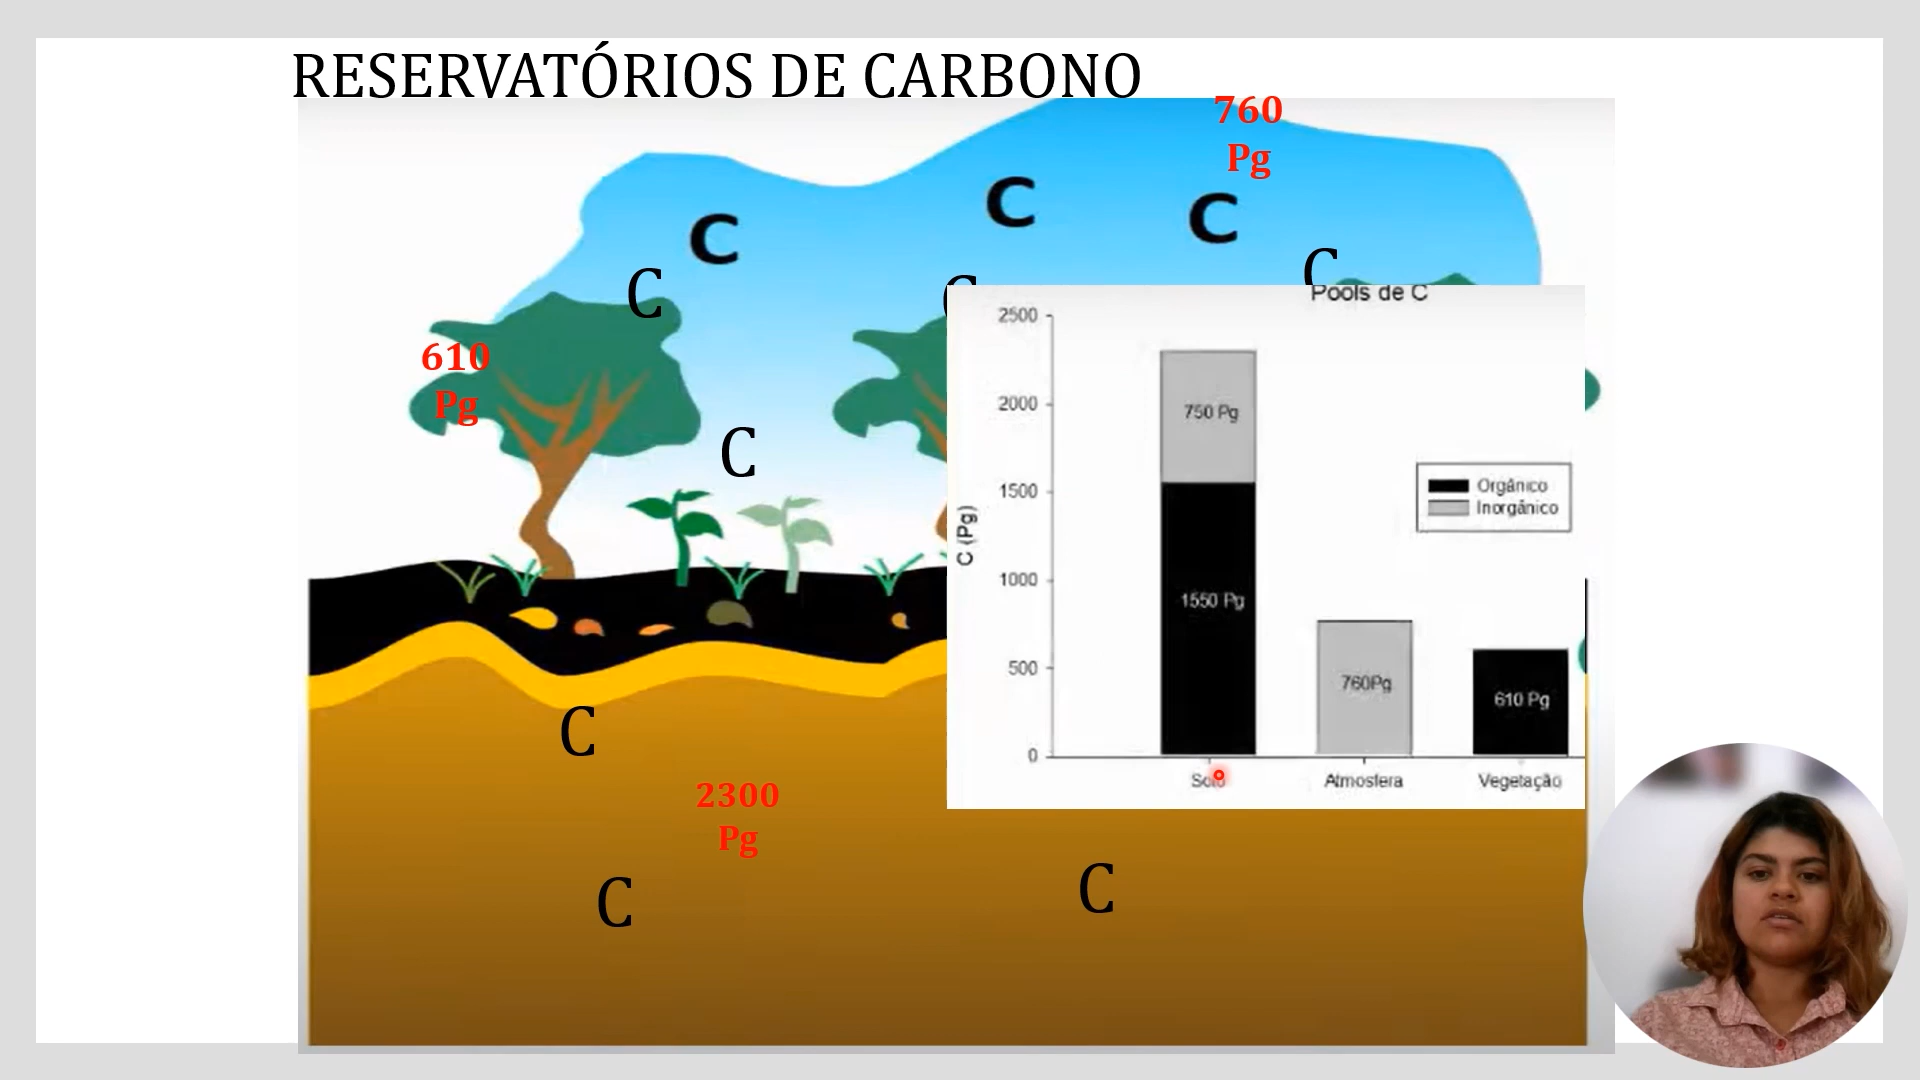 RESERVATÓRIOS DE CARBONO
760
Pg
C
C
C
C
C
C
610
Pg
C
Pools de C
2500
2000
1500
1000
500
0
C (Pg)
750 Pg
1550 Pg
760Pg
610 Pg
Orgânico
Inorgânico
Solo
Atmosfera
Vegetação
C
2300
Pg
C
C